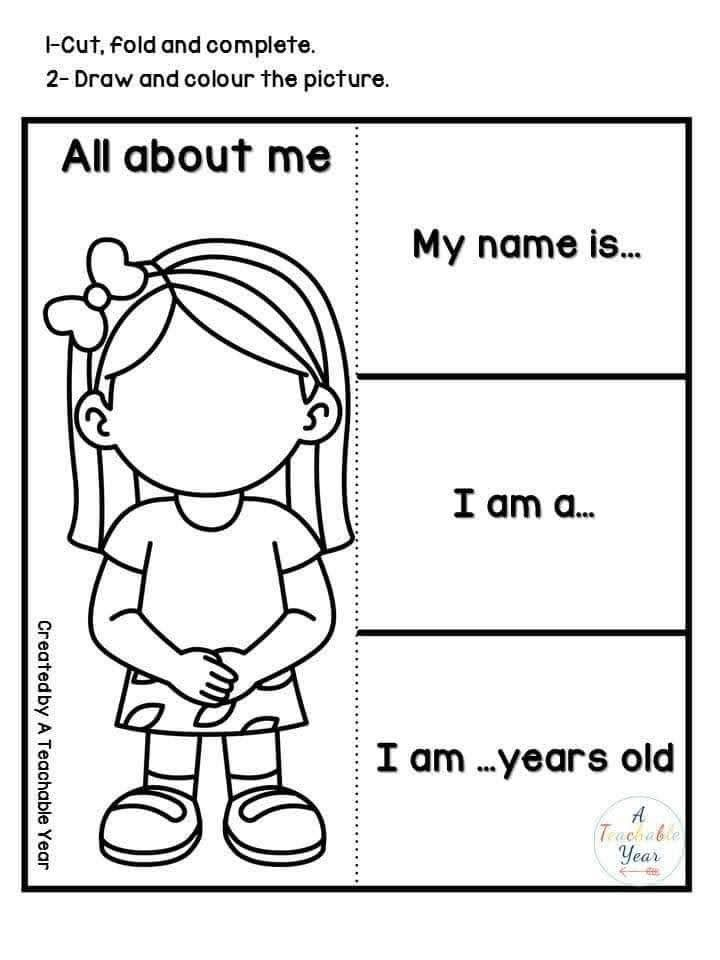 1-Cut, fold and complete.
2- Draw and colour the picture.
All about me
My name is...
I am a...
I am ...years old
Created by A Teachable Year
A
Teachable
Year